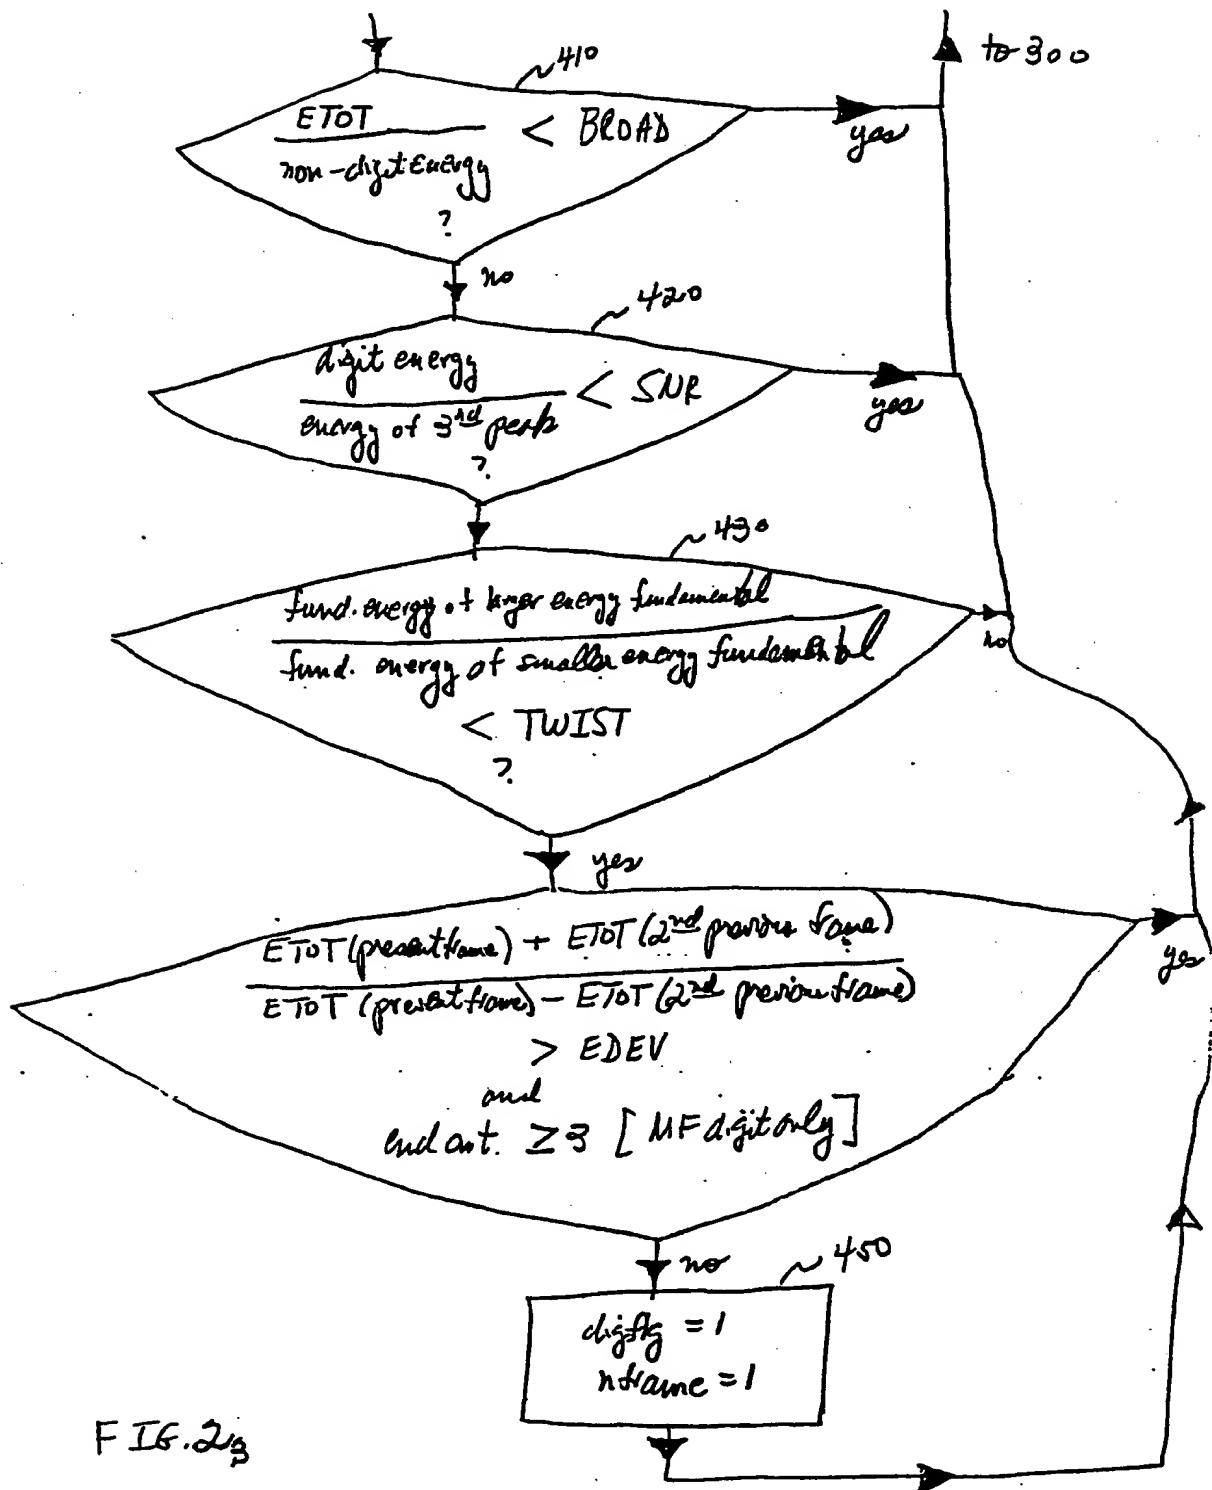 to 300
410
ETOT
< BROAD
non-digit Energy
?
yes
no
420
digit energy
< SNR
energy of 3rd peak
?
yes
430
fund. energy of larger energy fundamental
fund. energy of smaller energy fundamental
no
< TWIST
?
yes
ETOT (present frame) + ETOT (2nd previous frame)
ETOT (present frame) - ETOT (2nd previous frame)
yes
> EDEV
and
end cnt. ≥ 3 [MF digit only]
no
450
digflg = 1
nframe = 1
FIG. 23